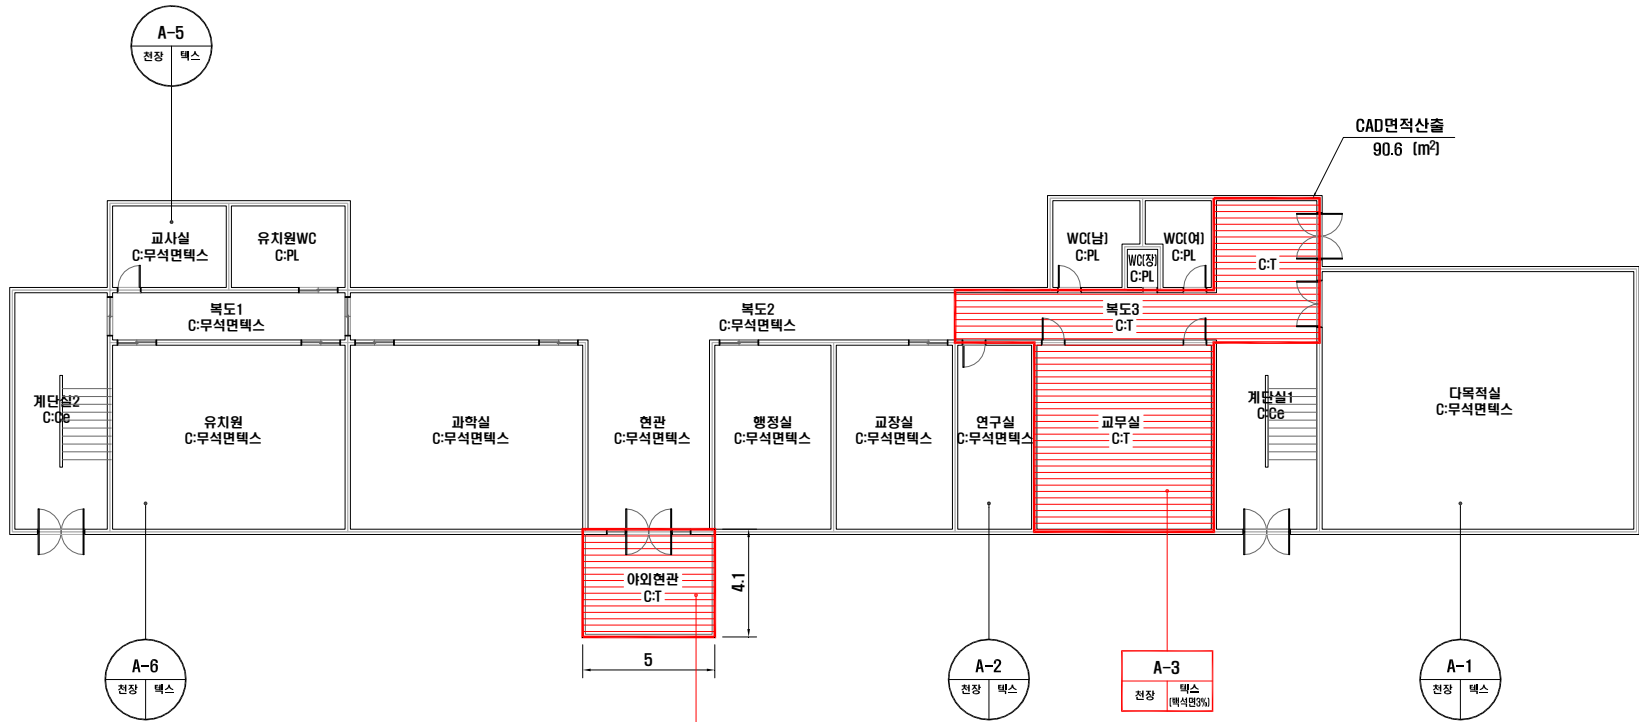 A-5
천장 텍스
CAD면적산출
90.6 (m²)
교사실
C:무석면텍스
유치원WC
C:PL
WC(남)
C:PL
WC(장)
C:PL
WC(여)
C:PL
C:T
복도1
C:무석면텍스
복도2
C:무석면텍스
복도3
C:T
계단실2
C:Ce
유치원
C:무석면텍스
과학실
C:무석면텍스
현관
C:무석면텍스
행정실
C:무석면텍스
교장실
C:무석면텍스
연구실
C:무석면텍스
교무실
C:T
계단실1
C:Ce
다목적실
C:무석면텍스
야외현관
C:T
4.1
5
A-6
천장 텍스
A-2
천장 텍스
A-3
천장 텍스
(백석면3%)
A-1
천장 텍스